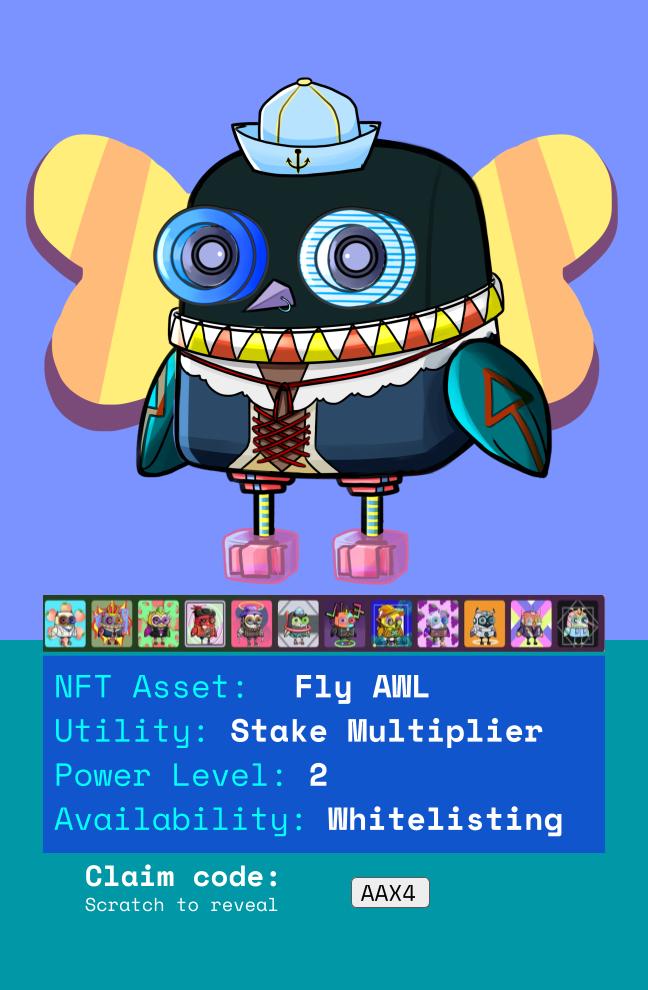 NFT Asset: Fly AWL
Utility: Stake Multiplier
Power Level: 2
Availability: Whitelisting
Claim code:
Scratch to reveal
AAX4